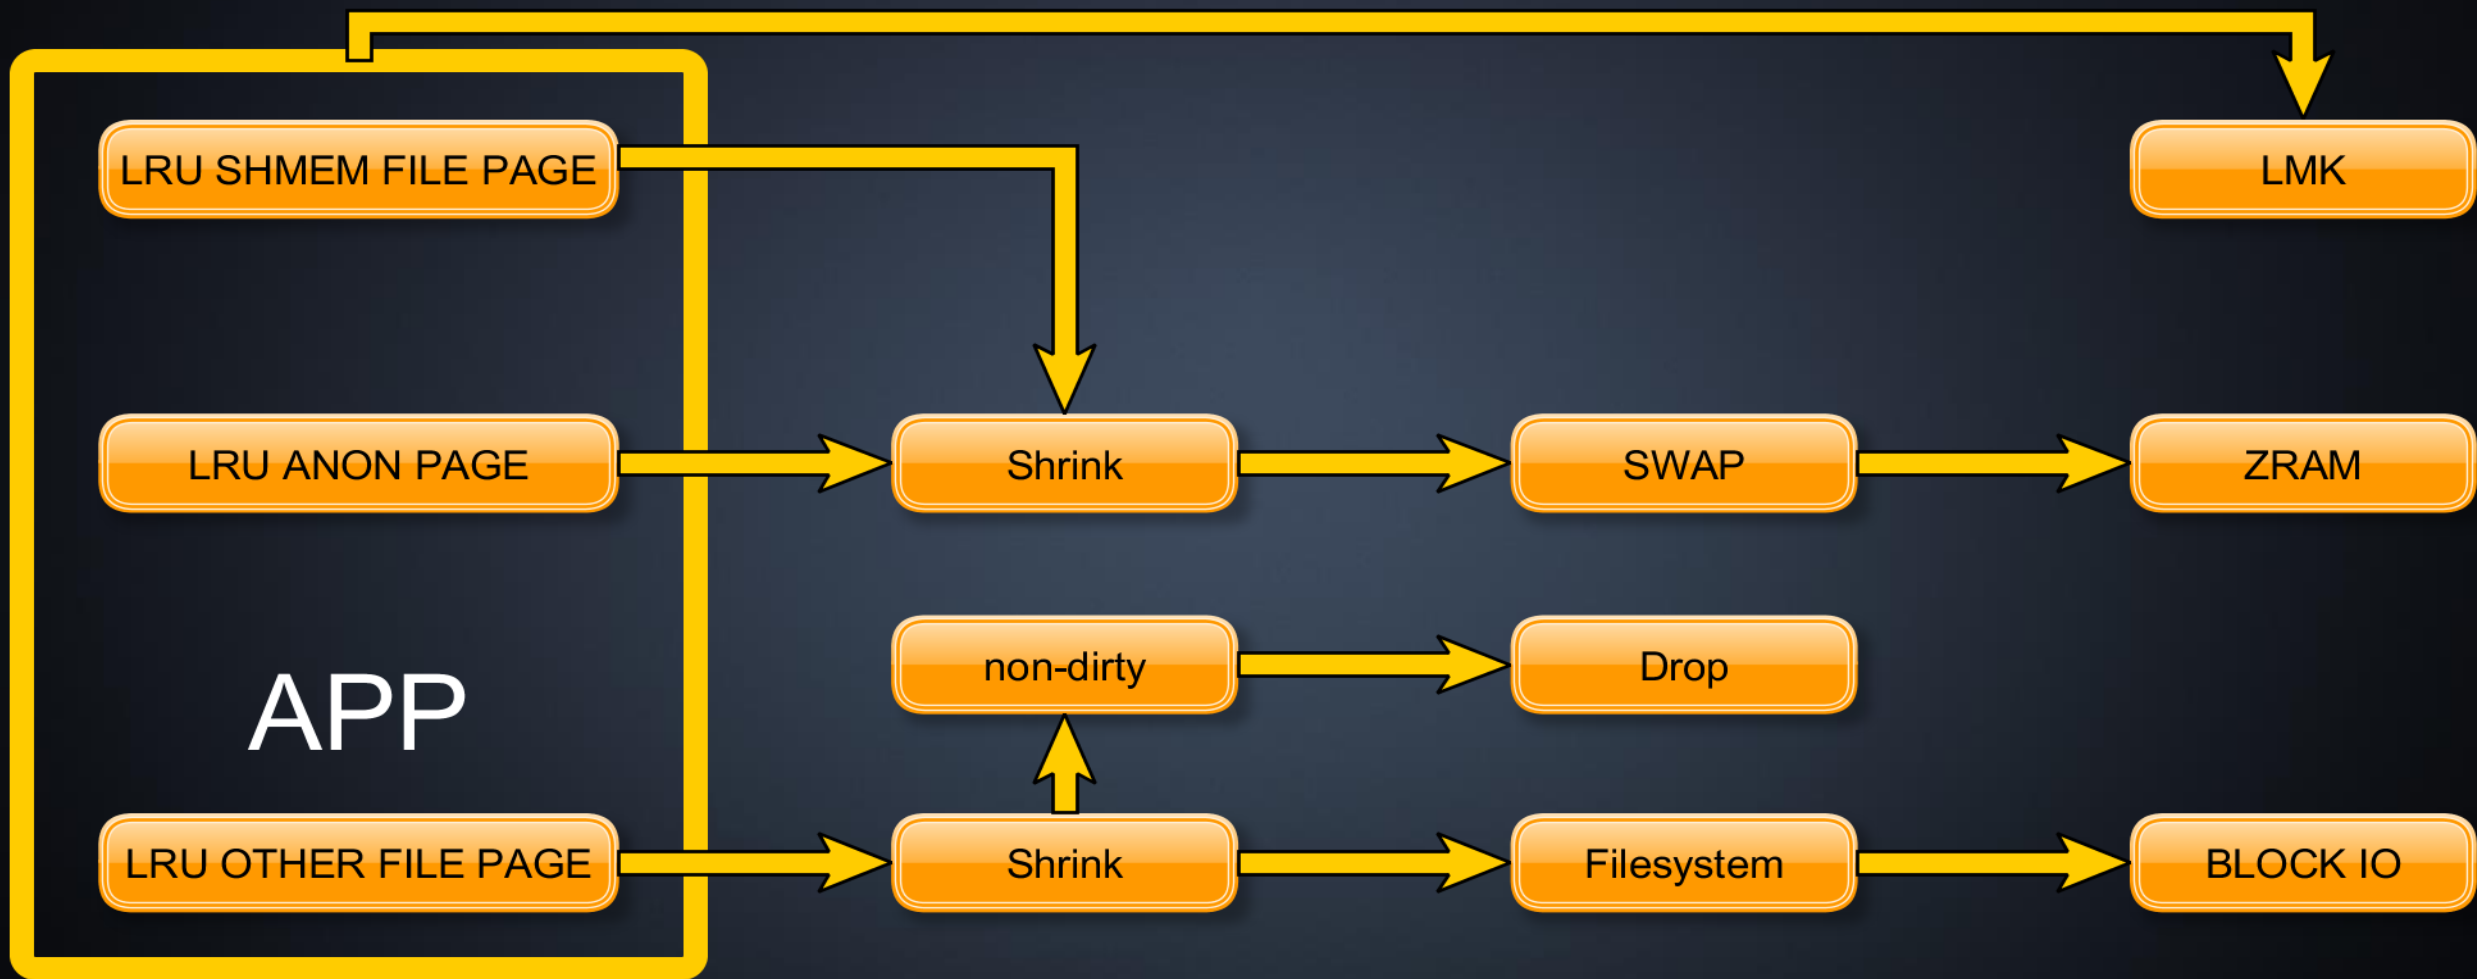 LRU SHMEM FILE PAGE
LMK
LRU ANON PAGE
Shrink
SWAP
ZRAM
non-dirty
Drop
APP
LRU OTHER FILE PAGE
Shrink
Filesystem
BLOCK IO